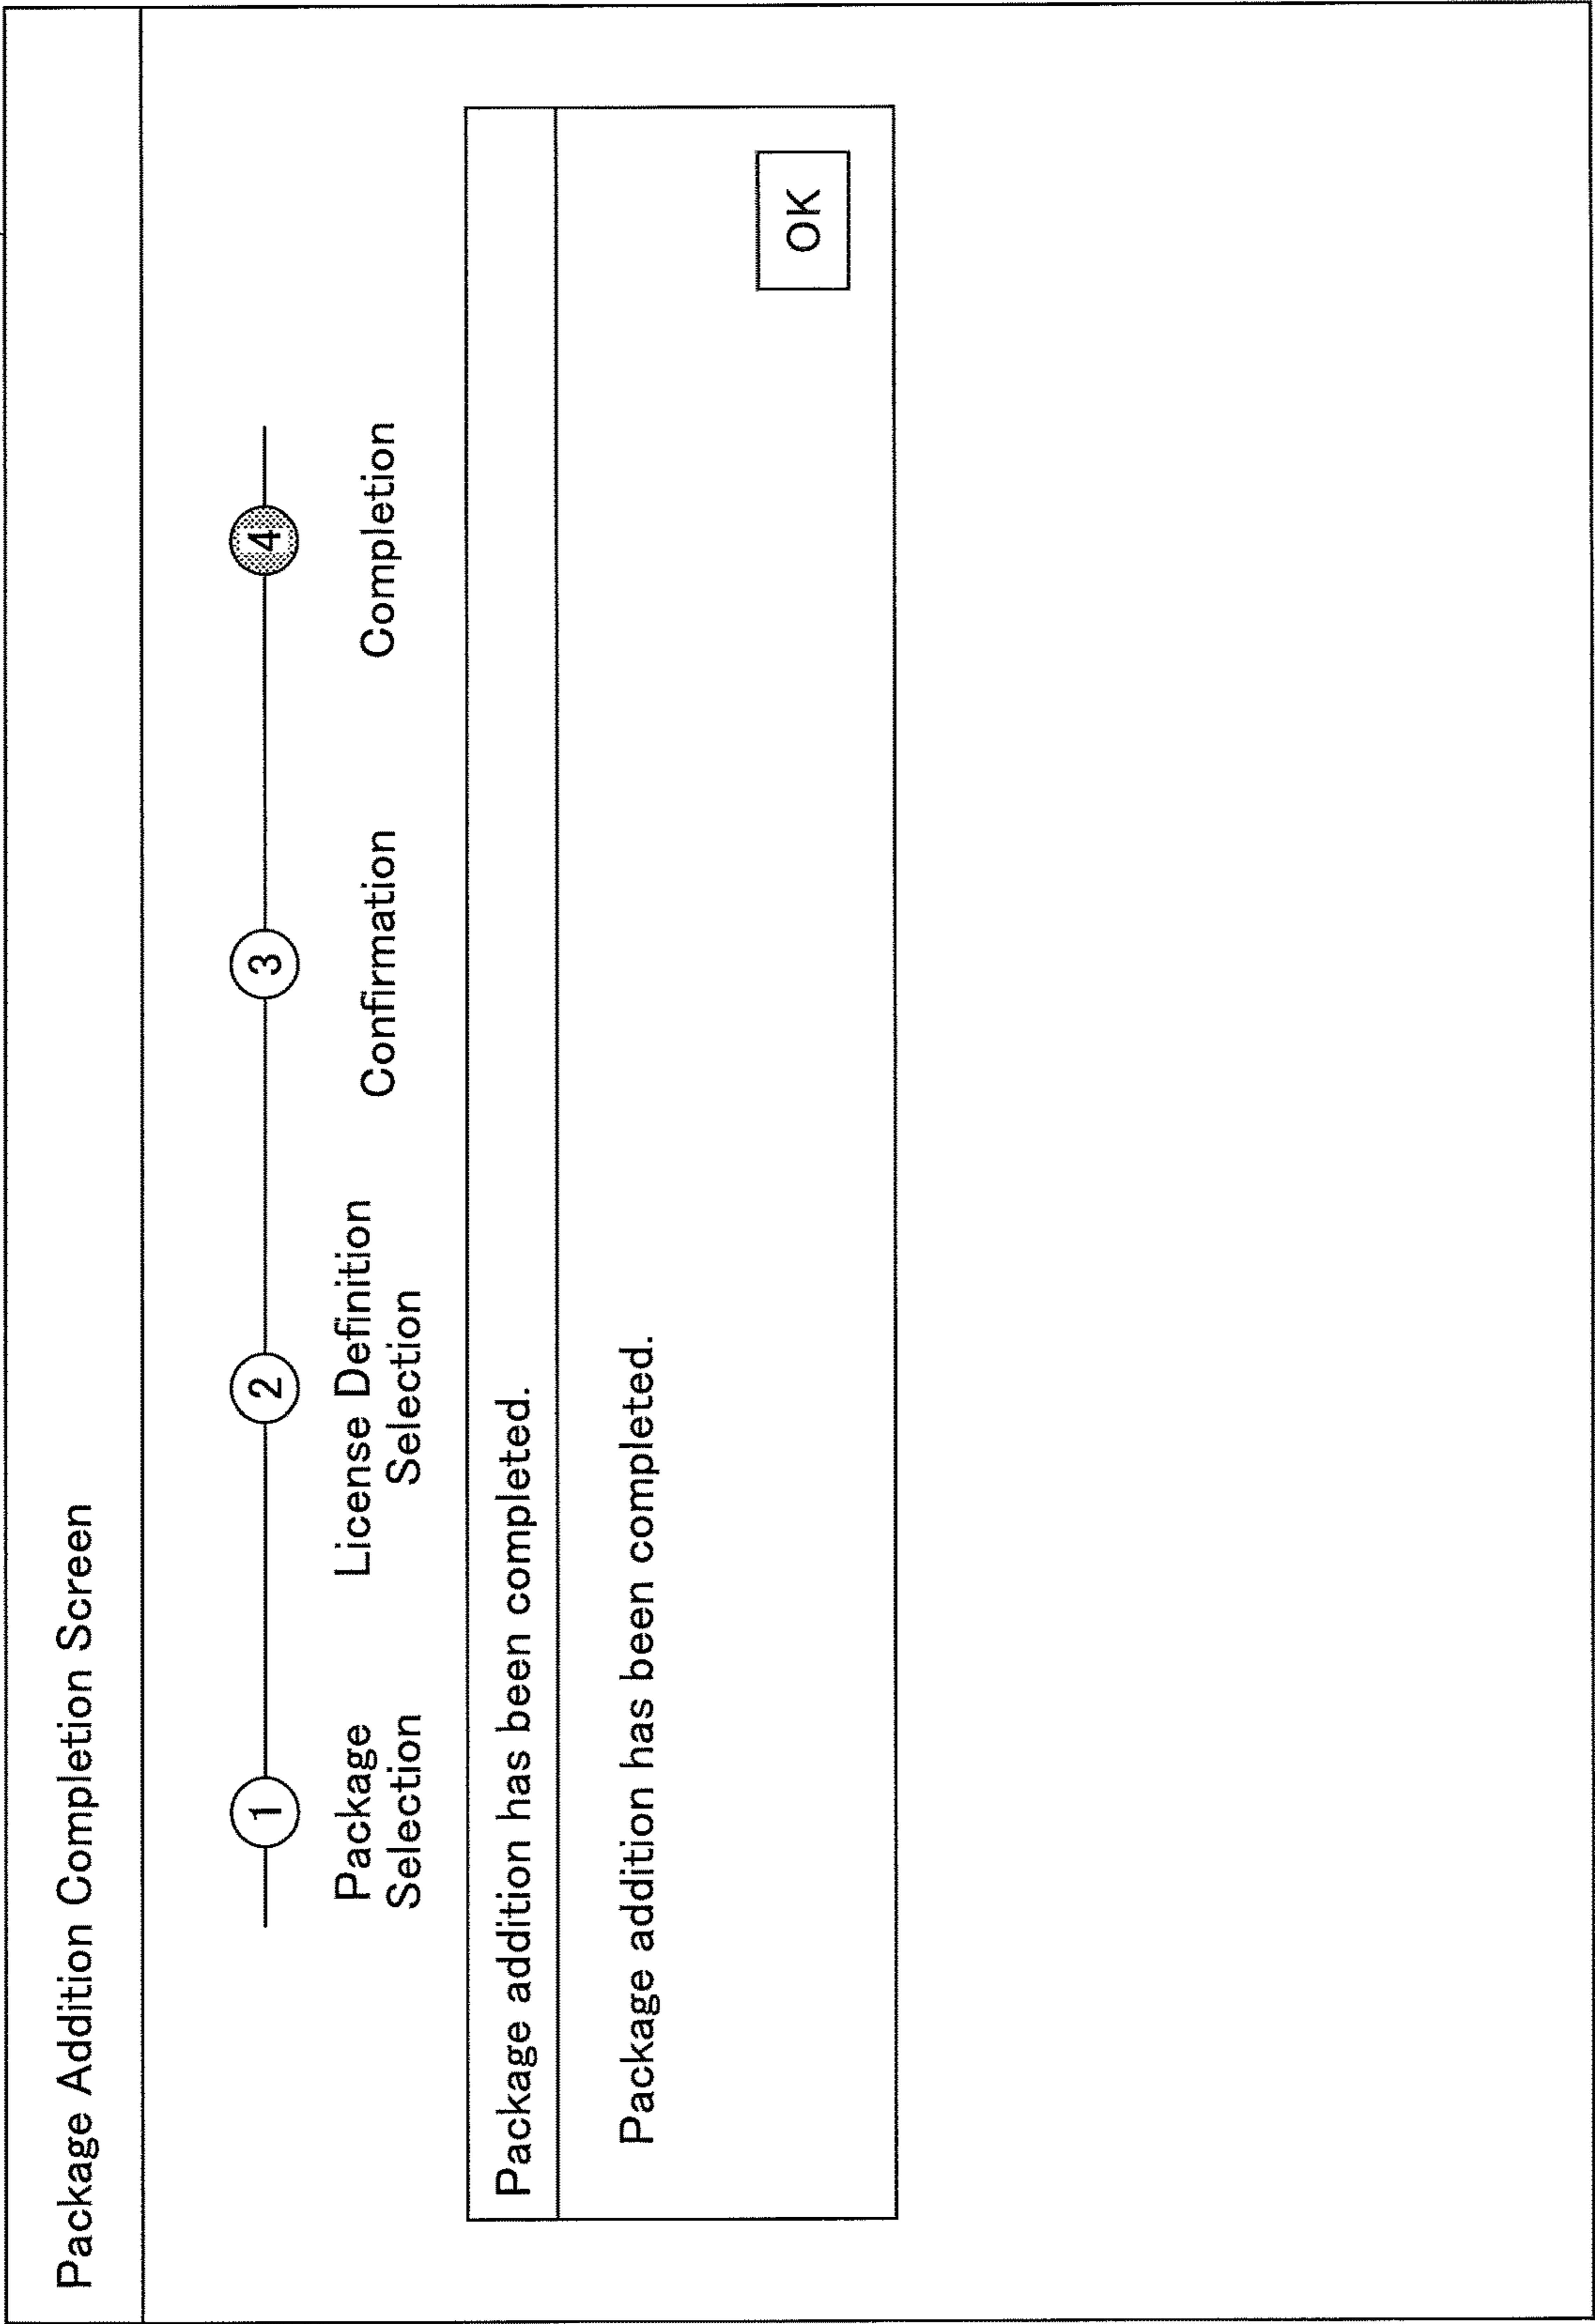 Package Addition Completion Screen
1
2
3
4
Package
Selection
License Definition
Selection
Confirmation
Completion
Package addition has been completed.
Package addition has been completed.
OK